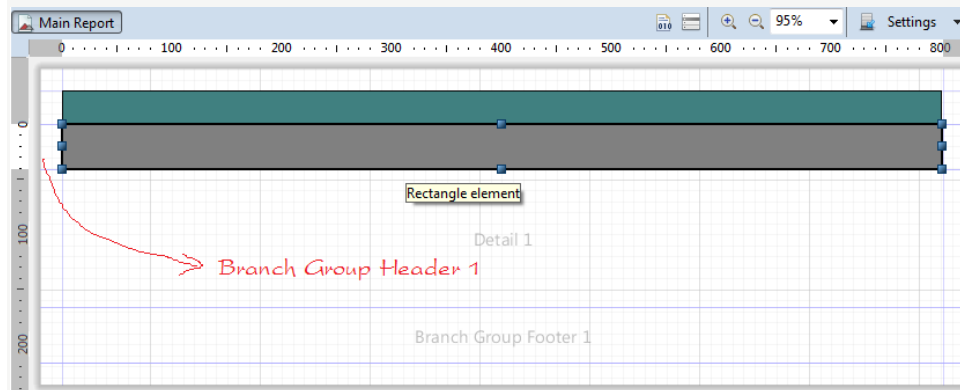 Main Report 95% Settings
0 100 200 300 400 500 600 700 800
0
Rectangle element
100
Detail 1
Branch Group Header 1
Branch Group Footer 1
200